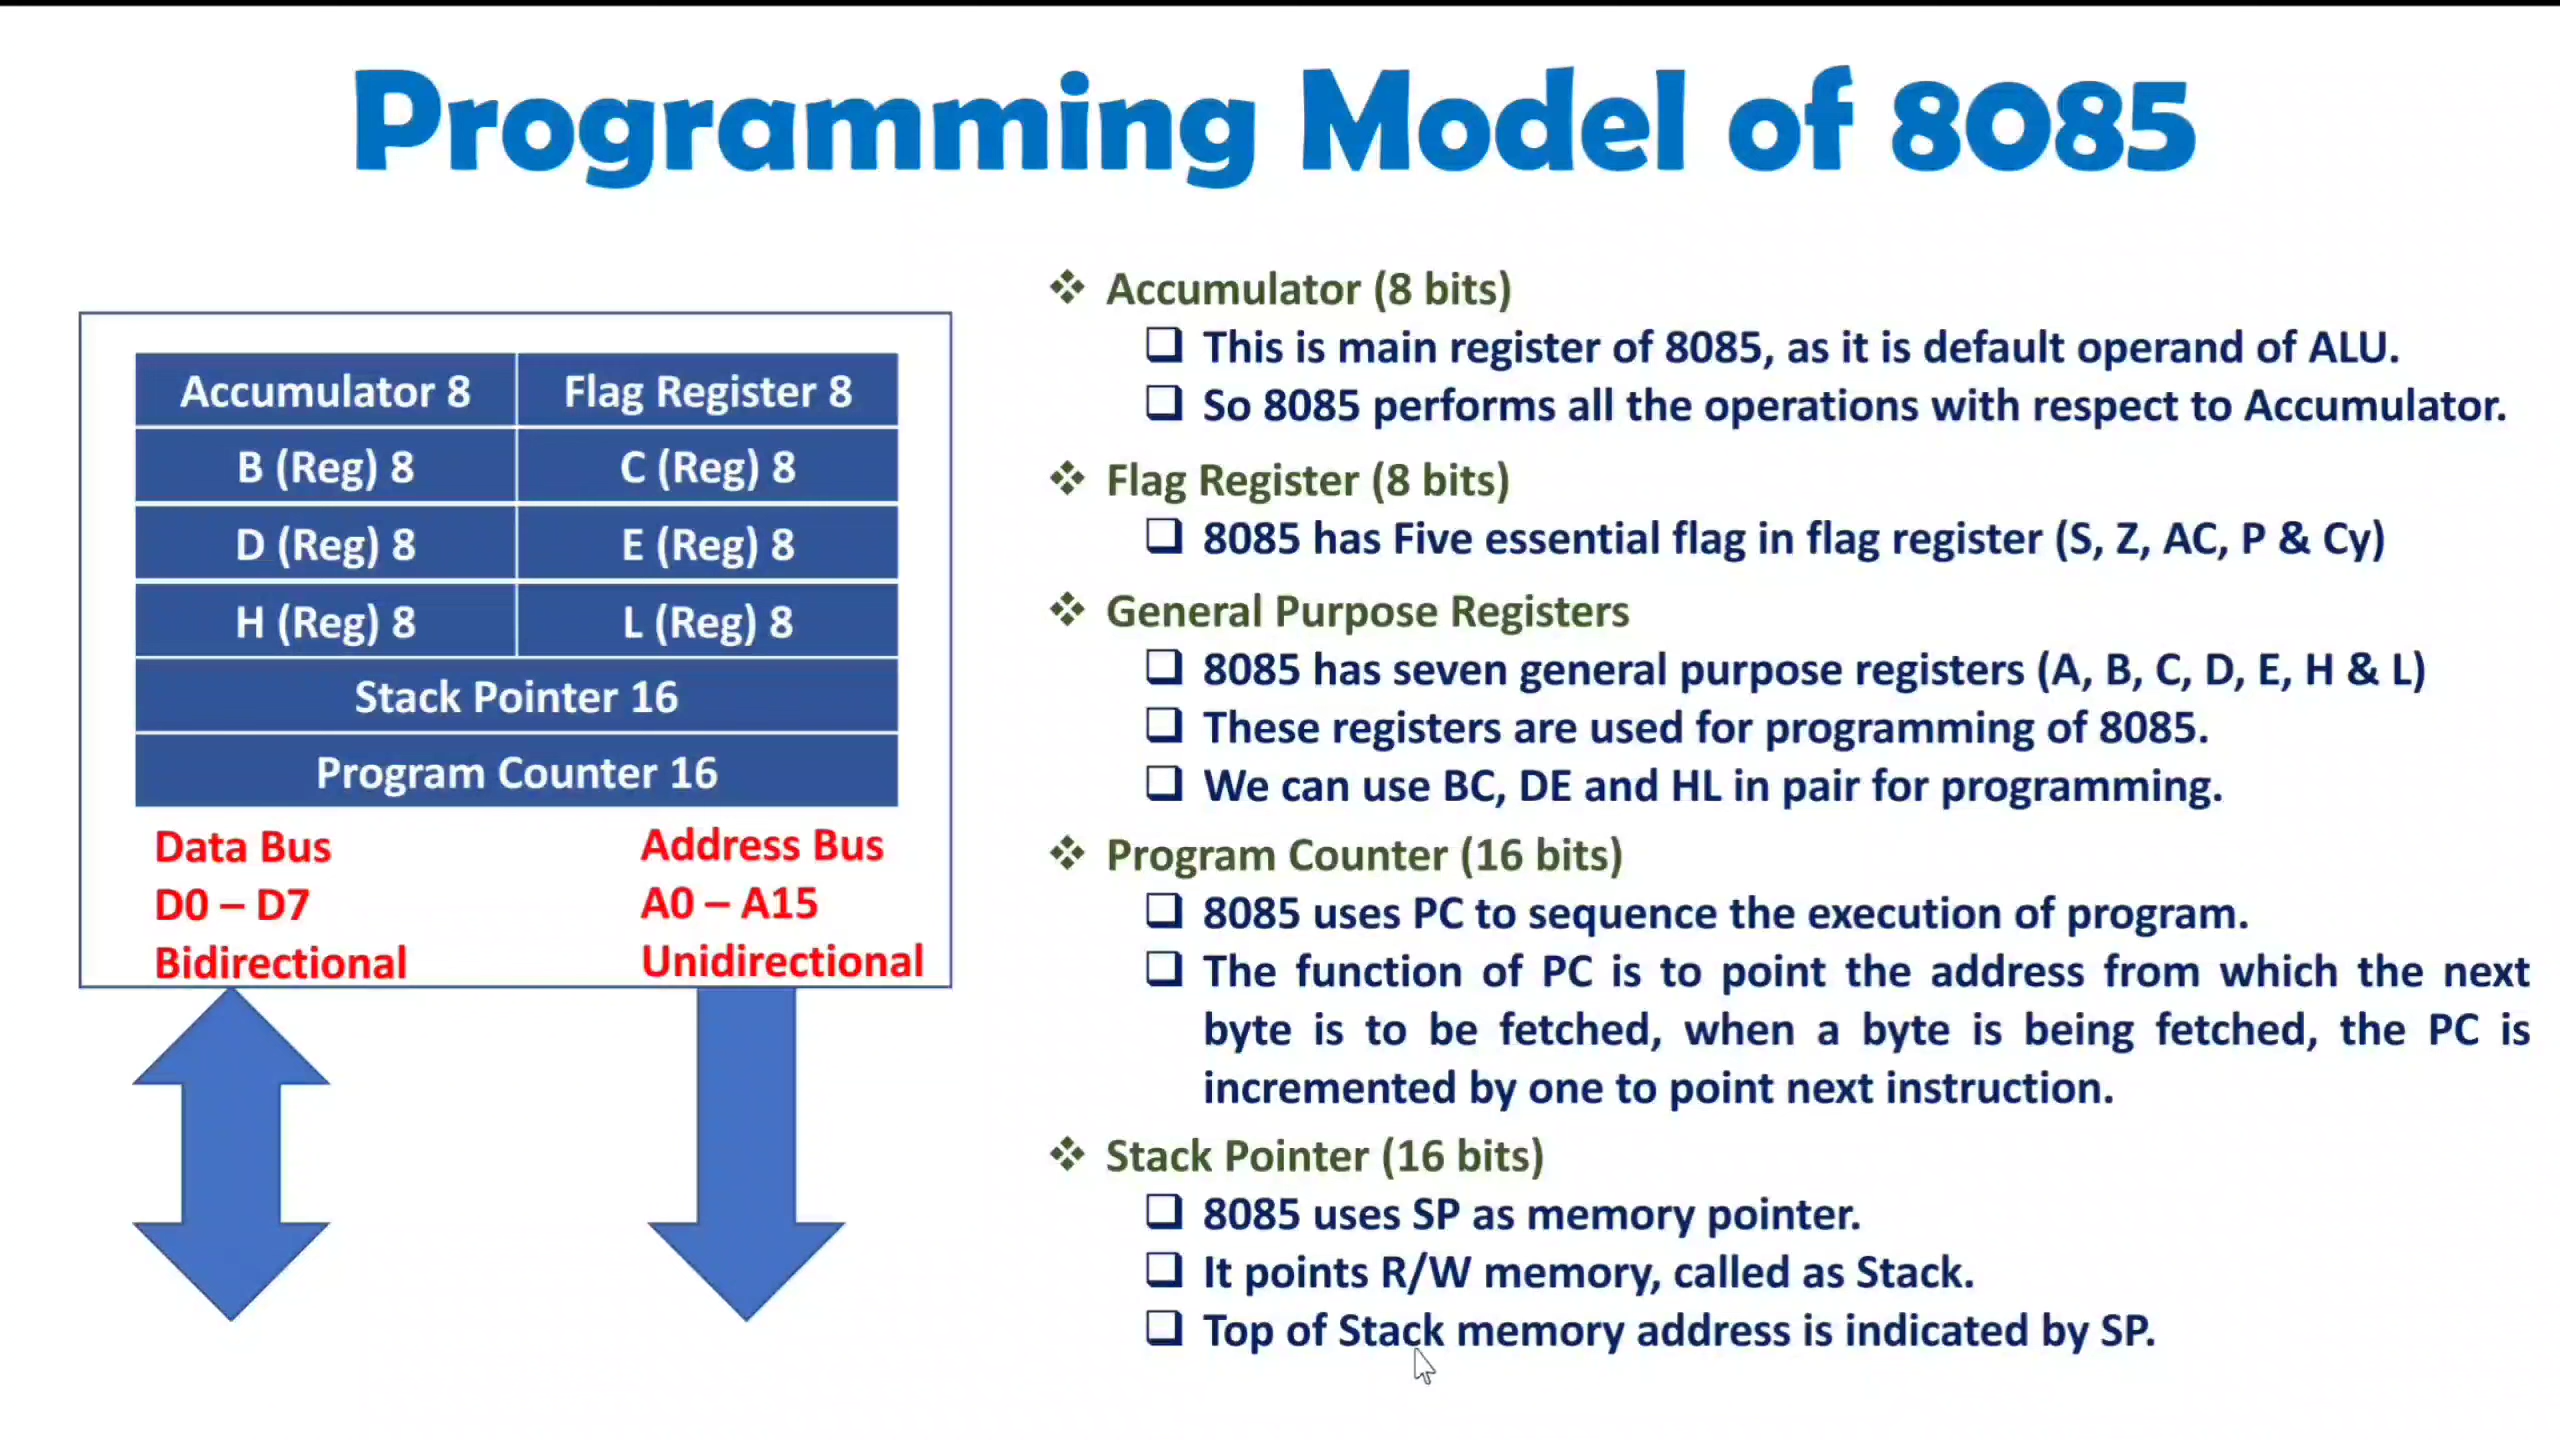 Programming Model of 8085
Accumulator 8 Flag Register 8
B (Reg) 8 C (Reg) 8
D (Reg) 8 E (Reg) 8
H (Reg) 8 L (Reg) 8
Stack Pointer 16
Program Counter 16
Data Bus
D0 – D7
Bidirectional
Address Bus
A0 – A15
Unidirectional
Accumulator (8 bits)
This is main register of 8085, as it is default operand of ALU.
So 8085 performs all the operations with respect to Accumulator.
Flag Register (8 bits)
8085 has Five essential flag in flag register (S, Z, AC, P & Cy)
General Purpose Registers
8085 has seven general purpose registers (A, B, C, D, E, H & L)
These registers are used for programming of 8085.
We can use BC, DE and HL in pair for programming.
Program Counter (16 bits)
8085 uses PC to sequence the execution of program.
The function of PC is to point the address from which the next
byte is to be fetched, when a byte is being fetched, the PC is
incremented by one to point next instruction.
Stack Pointer (16 bits)
8085 uses SP as memory pointer.
It points R/W memory, called as Stack.
Top of Stack memory address is indicated by SP.